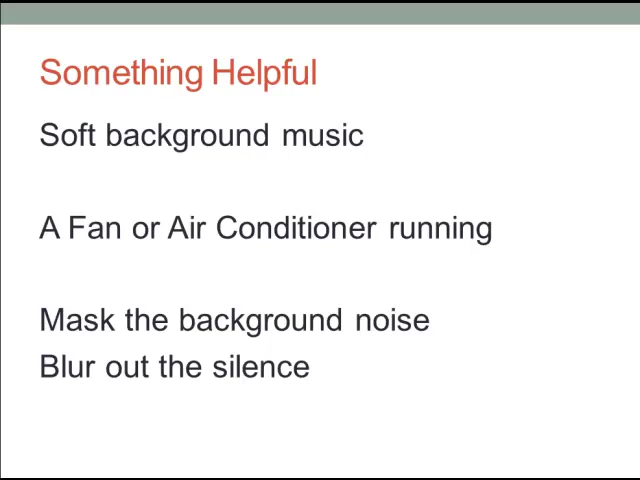 Something Helpful
Soft background music
A Fan or Air Conditioner running
Mask the background noise
Blur out the silence